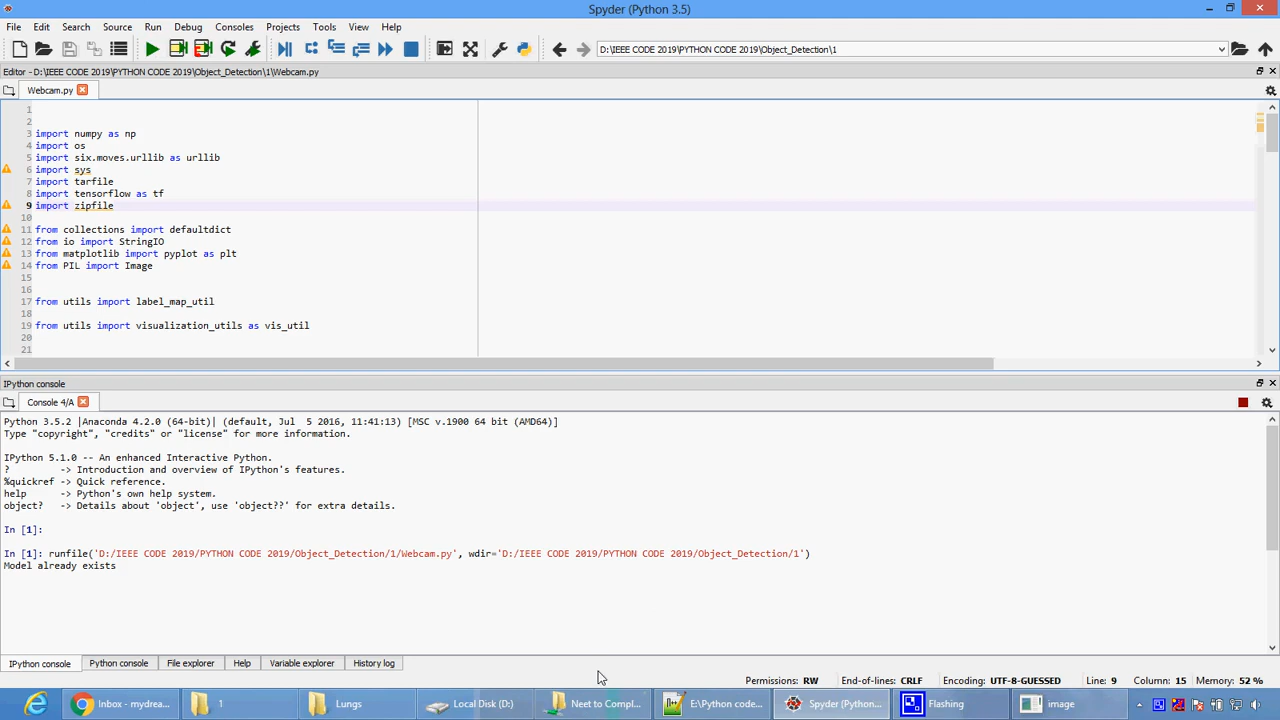 Spyder (Python 3.5)
File Edit Search Source Run Debug Consoles Projects Tools View Help
D:\IEEE CODE 2019\PYTHON CODE 2019\Object_Detection\1
Editor - D:\IEEE CODE 2019\PYTHON CODE 2019\Object_Detection\1\Webcam.py
Webcam.py
1
2
3 import numpy as np
4 import os
5 import six.moves.urllib as urllib
6 import sys
7 import tarfile
8 import tensorflow as tf
9 import zipfile
10
11 from collections import defaultdict
12 from io import StringIO
13 from matplotlib import pyplot as plt
14 from PIL import Image
15
16
17 from utils import label_map_util
18
19 from utils import visualization_utils as vis_util
20
21
IPython console
Console 4/A
Python 3.5.2 |Anaconda 4.2.0 (64-bit)| (default, Jul  5 2016, 11:41:13) [MSC v.1900 64 bit (AMD64)]
Type "copyright", "credits" or "license" for more information.
IPython 5.1.0 -- An enhanced Interactive Python.
? -> Introduction and overview of IPython's features.
%quickref -> Quick reference.
help -> Python's own help system.
object? -> Details about 'object', use 'object??' for extra details.
In [1]:
In [1]: runfile('D:/IEEE CODE 2019/PYTHON CODE 2019/Object_Detection/1/Webcam.py', wdir='D:/IEEE CODE 2019/PYTHON CODE 2019/Object_Detection/1')
Model already exists
IPython console Python console File explorer Help Variable explorer History log
Permissions: RW End-of-lines: CRLF Encoding: UTF-8-GUESSED Line: 9 Column: 15 Memory: 52 %
Inbox - mydrea... 1 Lungs Local Disk (D:) Neet to Compl... E:\Python code... Spyder (Python... Flashing image